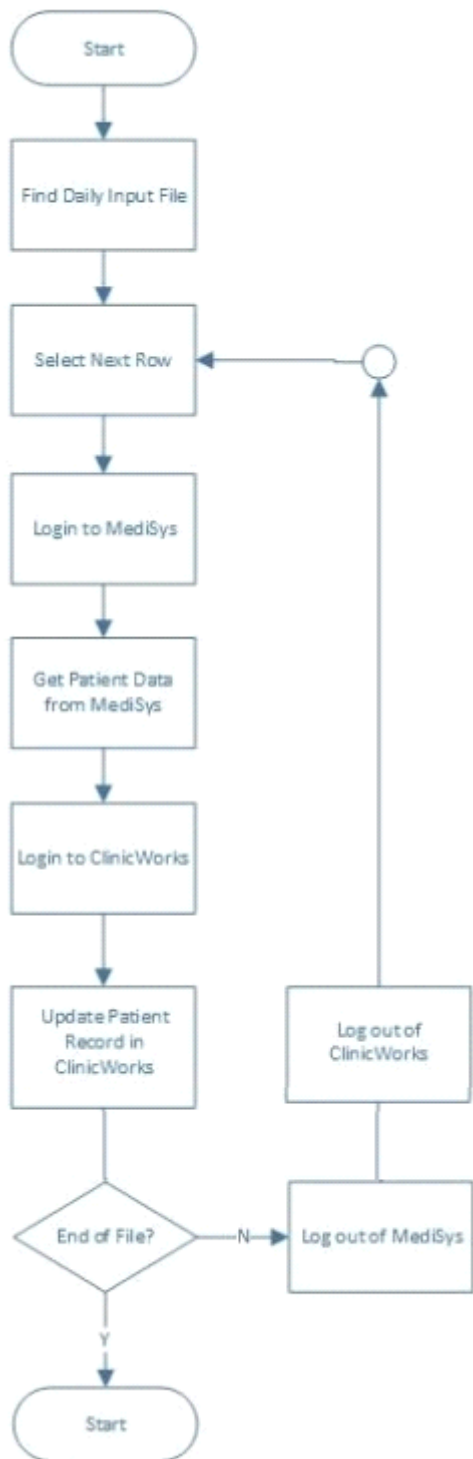 Start
Find Daily Input File
Select Next Row
Login to MediSys
Get Patient Data
from MediSys
Login to ClinicWorks
Update Patient
Record in
ClinicWorks
Log out of
ClinicWorks
End of File?
N
Log out of MediSys
Y
Start